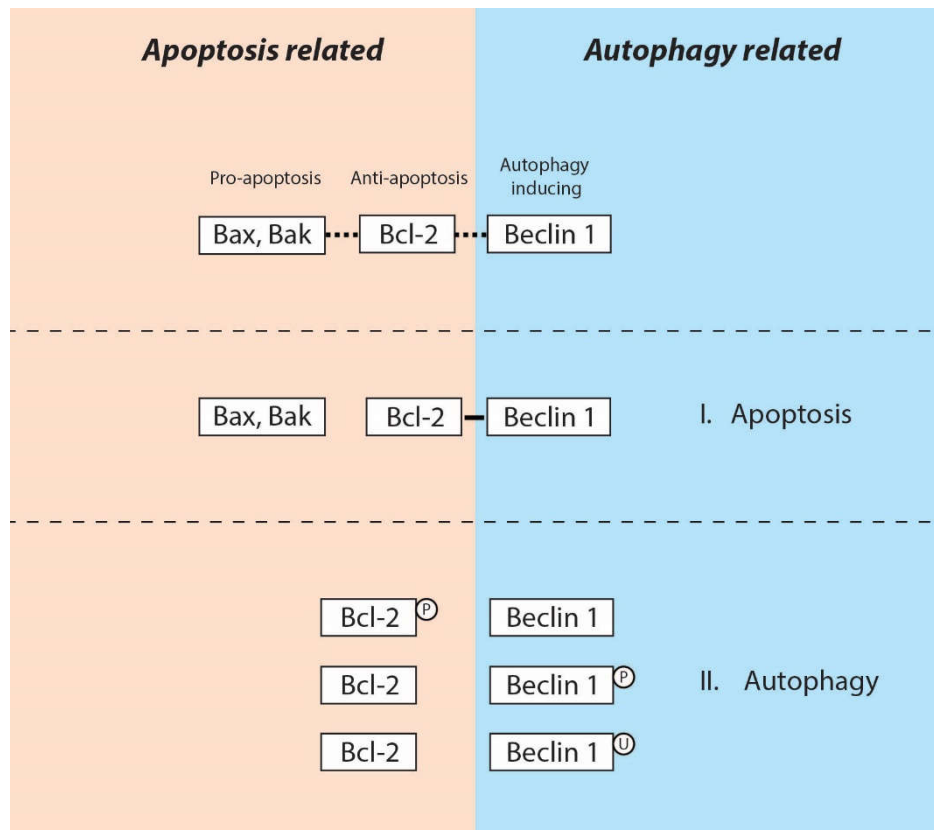 Apoptosis related
Autophagy related
Pro-apoptosis
Anti-apoptosis
Autophagy
inducing
Bax, Bak
Bcl-2
Beclin 1
Bax, Bak
Bcl-2
Beclin 1
I. Apoptosis
Bcl-2
P
Beclin 1
Bcl-2
Beclin 1
P
II. Autophagy
Bcl-2
Beclin 1
U